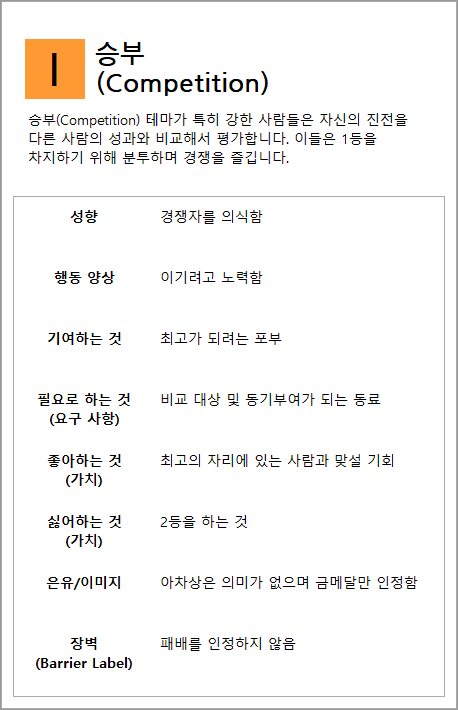 I
승부
(Competition)
승부(Competition) 테마가 특히 강한 사람들은 자신의 진전을
다른 사람의 성과와 비교해서 평가합니다. 이들은 1등을
차지하기 위해 분투하며 경쟁을 즐깁니다.
성향 경쟁자를 의식함
행동 양상 이기려고 노력함
기여하는 것 최고가 되려는 포부
필요로 하는 것 비교 대상 및 동기부여가 되는 동료
(요구 사항)
좋아하는 것 최고의 자리에 있는 사람과 맞설 기회
(가치)
싫어하는 것 2등을 하는 것
(가치)
은유/이미지 아차상은 의미가 없으며 금메달만 인정함
장벽 패배를 인정하지 않음
(Barrier Label)